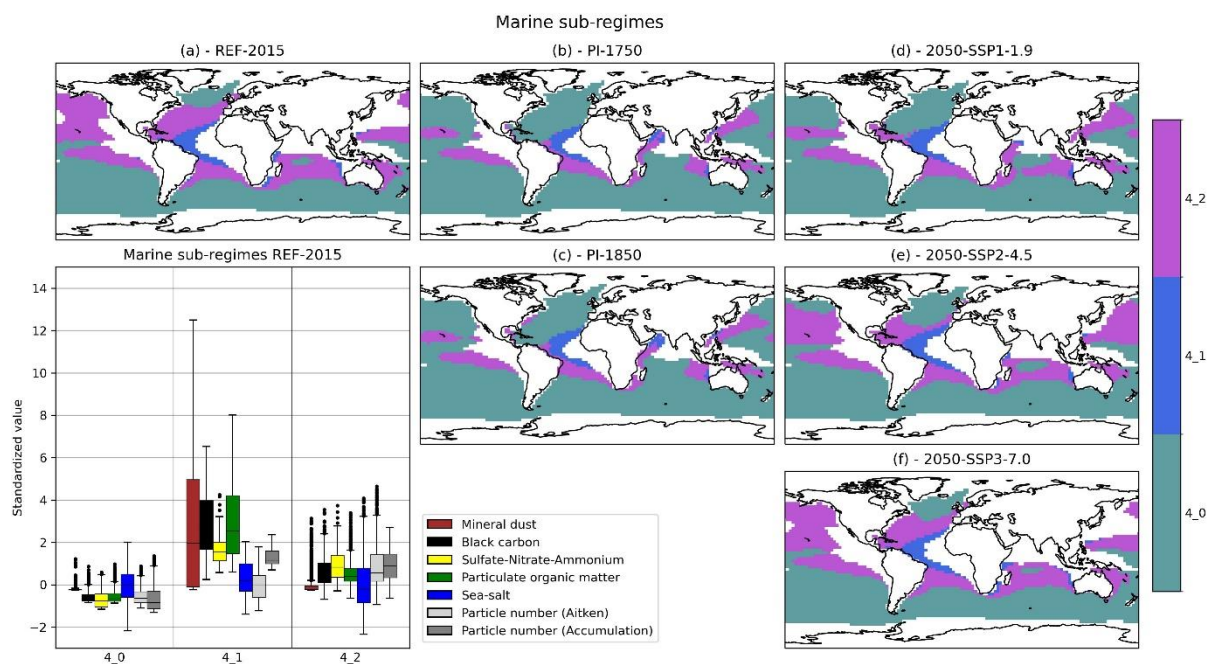 Marine sub-regimes
(a) - REF-2015
(b) - PI-1750
(d) - 2050-SSP1-1.9
Marine sub-regimes REF-2015
(c) - PI-1850
(e) - 2050-SSP2-4.5
(f) - 2050-SSP3-7.0
Standardized value
14
12
10
8
6
4
2
0
−2
4_0
4_1
4_2
Mineral dust
Black carbon
Sulfate-Nitrate-Ammonium
Particulate organic matter
Sea-salt
Particle number (Aitken)
Particle number (Accumulation)
4_2
4_1
4_0